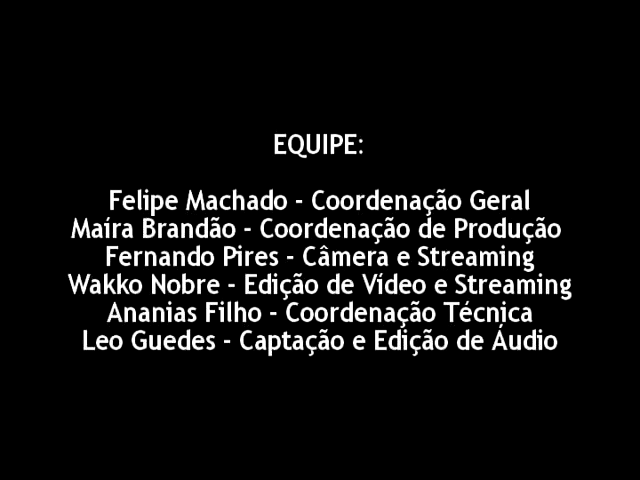 EQUIPE:
Felipe Machado - Coordenação Geral
Maíra Brandão - Coordenação de Produção
Fernando Pires - Câmera e Streaming
Wakko Nobre - Edição de Vídeo e Streaming
Ananias Filho - Coordenação Técnica
Leo Guedes - Captação e Edição de Áudio